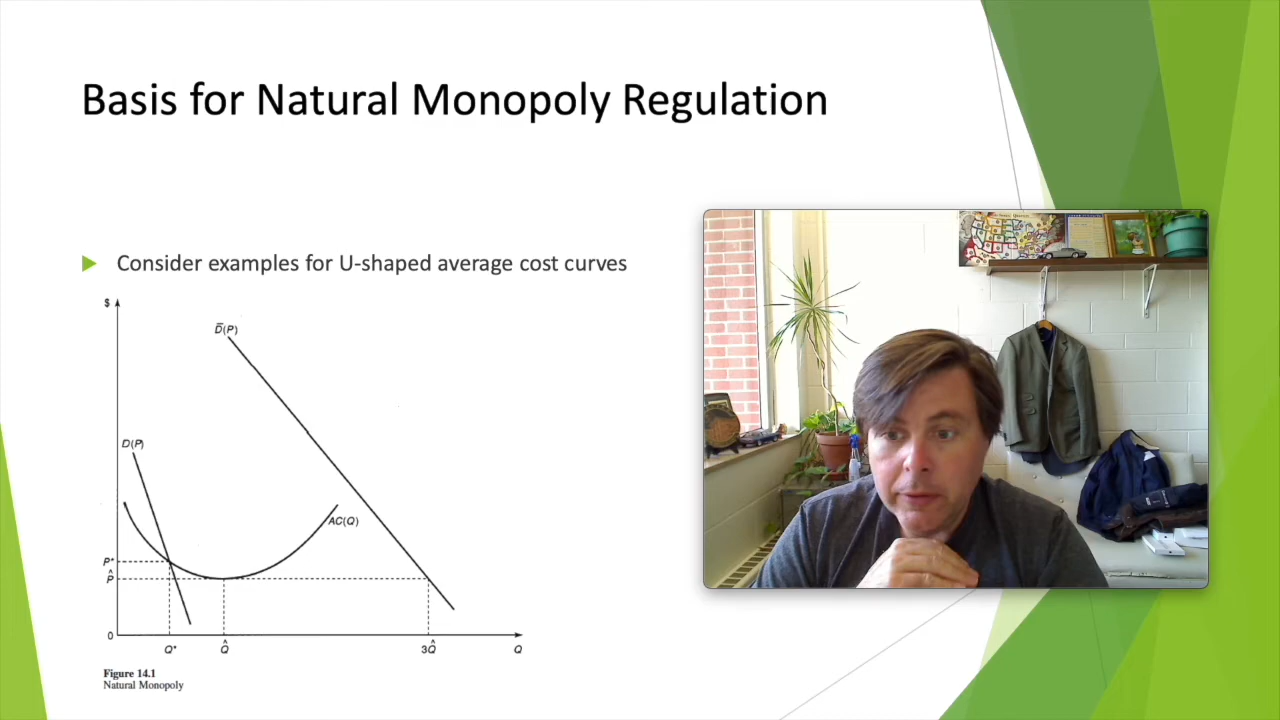 Basis for Natural Monopoly Regulation
Consider examples for U-shaped average cost curves
$
D̅(P)
D(P)
AC(Q)
P*
P̂
0
Q* Q̂ 3Q̂ Q
Figure 14.1
Natural Monopoly